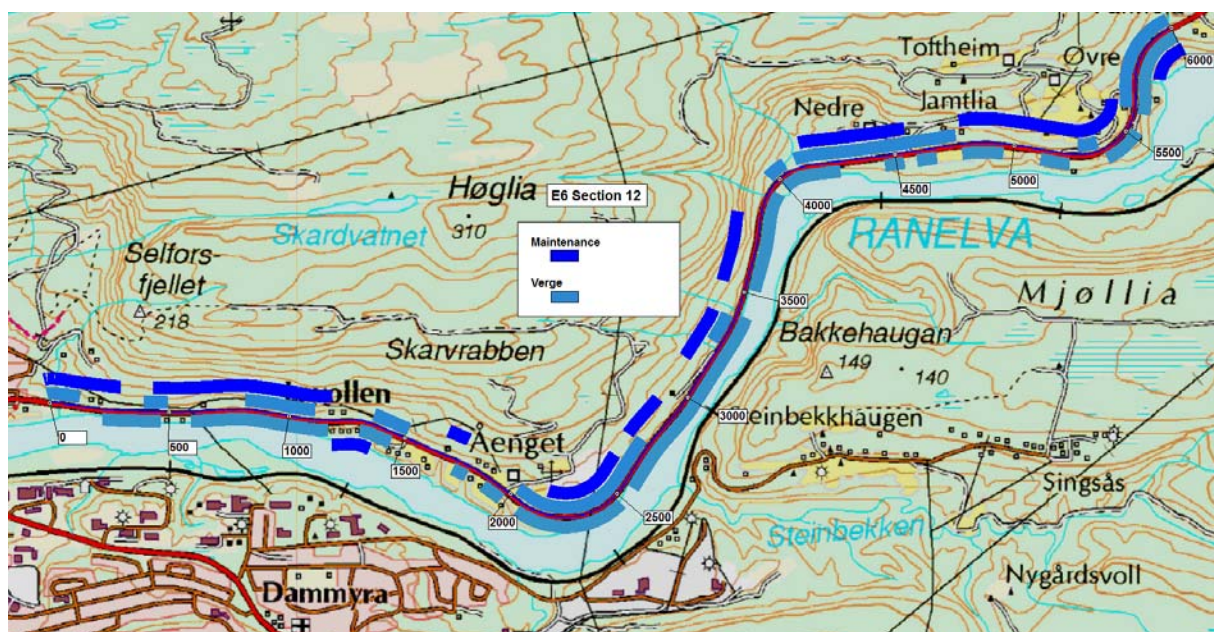 Toftheim
Øvre
6000
Nedre
Jamtlia
5500
4500
5000
4000
Høglia
310
E6 Section 12
Maintenance
Verge
RANELVA
Skardvatnet
Selfors-
fjellet
218
3500
Mjøllia
Bakkehaugan
149
140
Skarvrabben
0
500
1000
1500
Åenget
3000
2000
2500
Singsås
Steinbekken
Dammyra
Nygårdsvoll